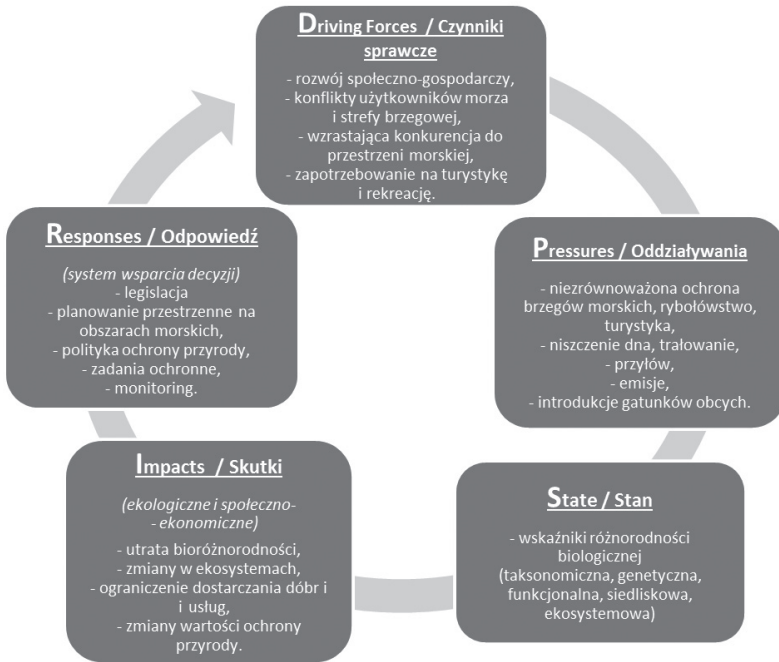 Driving Forces / Czynniki
sprawcze
- rozwój społeczno-gospodarczy,
- konflikty użytkowników morza
i strefy brzegowej,
- wzrastająca konkurencja do
przestrzeni morskiej,
- zapotrzebowanie na turystykę
i rekreację.
Pressures / Oddziaływania
- niezrównoważona ochrona
brzegów morskich, rybołówstwo,
turystyka,
- niszczenie dna, trałowanie,
- przyłów,
- emisje,
- introdukcje gatunków obcych.
State / Stan
- wskaźniki różnorodności
biologicznej
(taksonomiczna, genetyczna,
funkcjonalna, siedliskowa,
ekosystemowa)
Impacts / Skutki
(ekologiczne i społeczno-
- ekonomiczne)
- utrata bioróżnorodności,
- zmiany w ekosystemach,
- ograniczenie dostarczania dóbr i
i usług,
- zmiany wartości ochrony
przyrody.
Responses / Odpowiedź
(system wsparcia decyzji)
- legislacja
- planowanie przestrzenne na
obszarach morskich,
- polityka ochrony przyrody,
- zadania ochronne,
- monitoring.